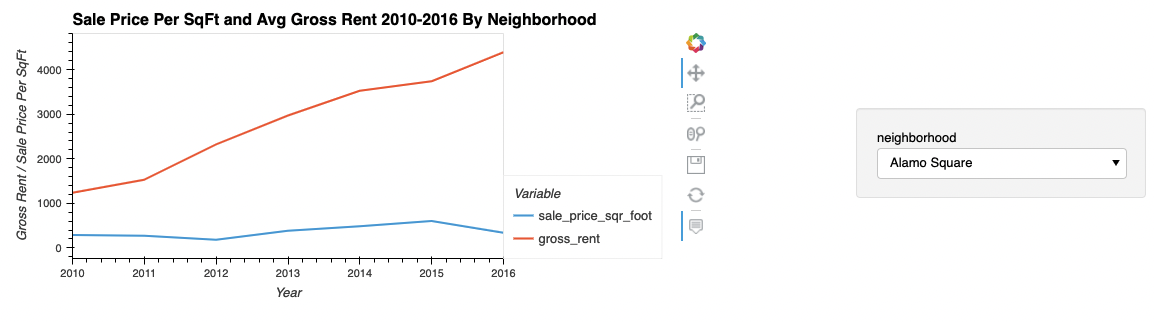 Sale Price Per SqFt and Avg Gross Rent 2010-2016 By Neighborhood
Gross Rent / Sale Price Per SqFt
4000
3000
2000
1000
0
2010 2011 2012 2013 2014 2015 2016
Year
Variable
sale_price_sqr_foot
gross_rent
neighborhood
Alamo Square